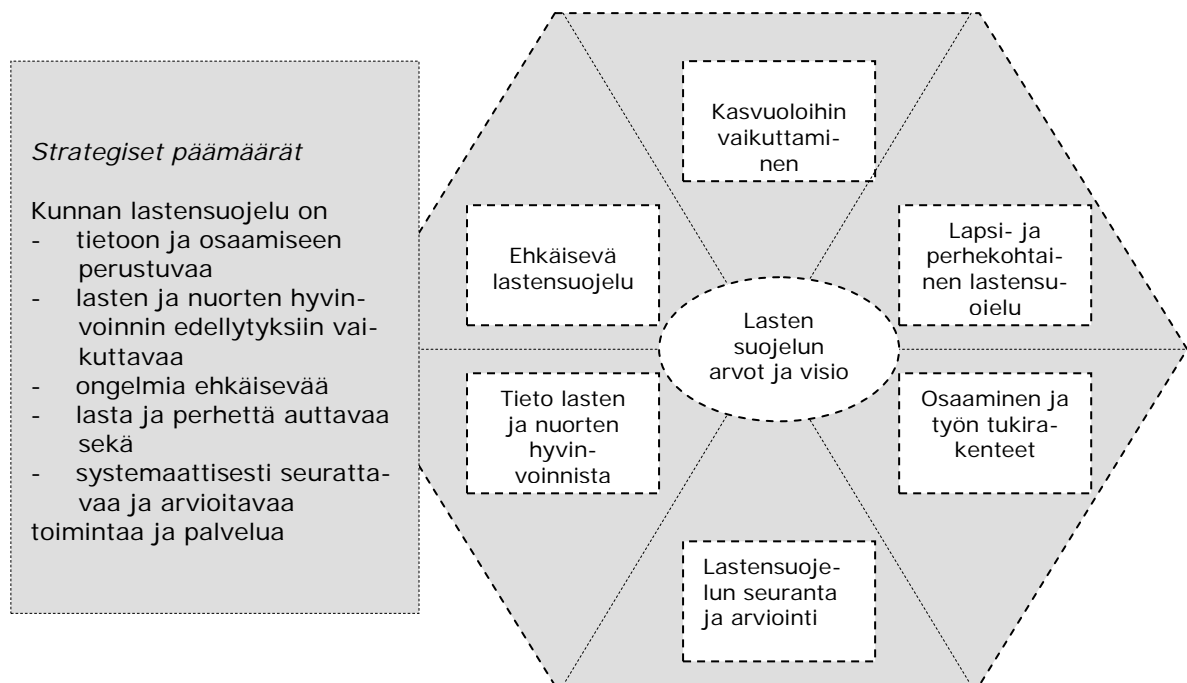 Strategiset päämäärät
Kunnan lastensuojelu on
- tietoon ja osaamiseen
perustuvaa
- lasten ja nuorten hyvin-
voinnin edellytyksiin vai-
kuttavaa
- ongelmia ehkäisevää
- lasta ja perhettä auttavaa
sekä
- systemaattisesti seuratta-
vaa ja arvioitavaa
toimintaa ja palvelua
Kasvuoloihin
vaikuttami-
nen
Ehkäisevä
lastensuojelu
Lapsi- ja
perhekohtai-
nen lastensu-
oielu
Lasten
suojelun
arvot ja visio
Tieto lasten
ja nuorten
hyvin-
voinnista
Osaaminen ja
työn tukira-
kenteet
Lastensuoje-
lun seuranta
ja arviointi